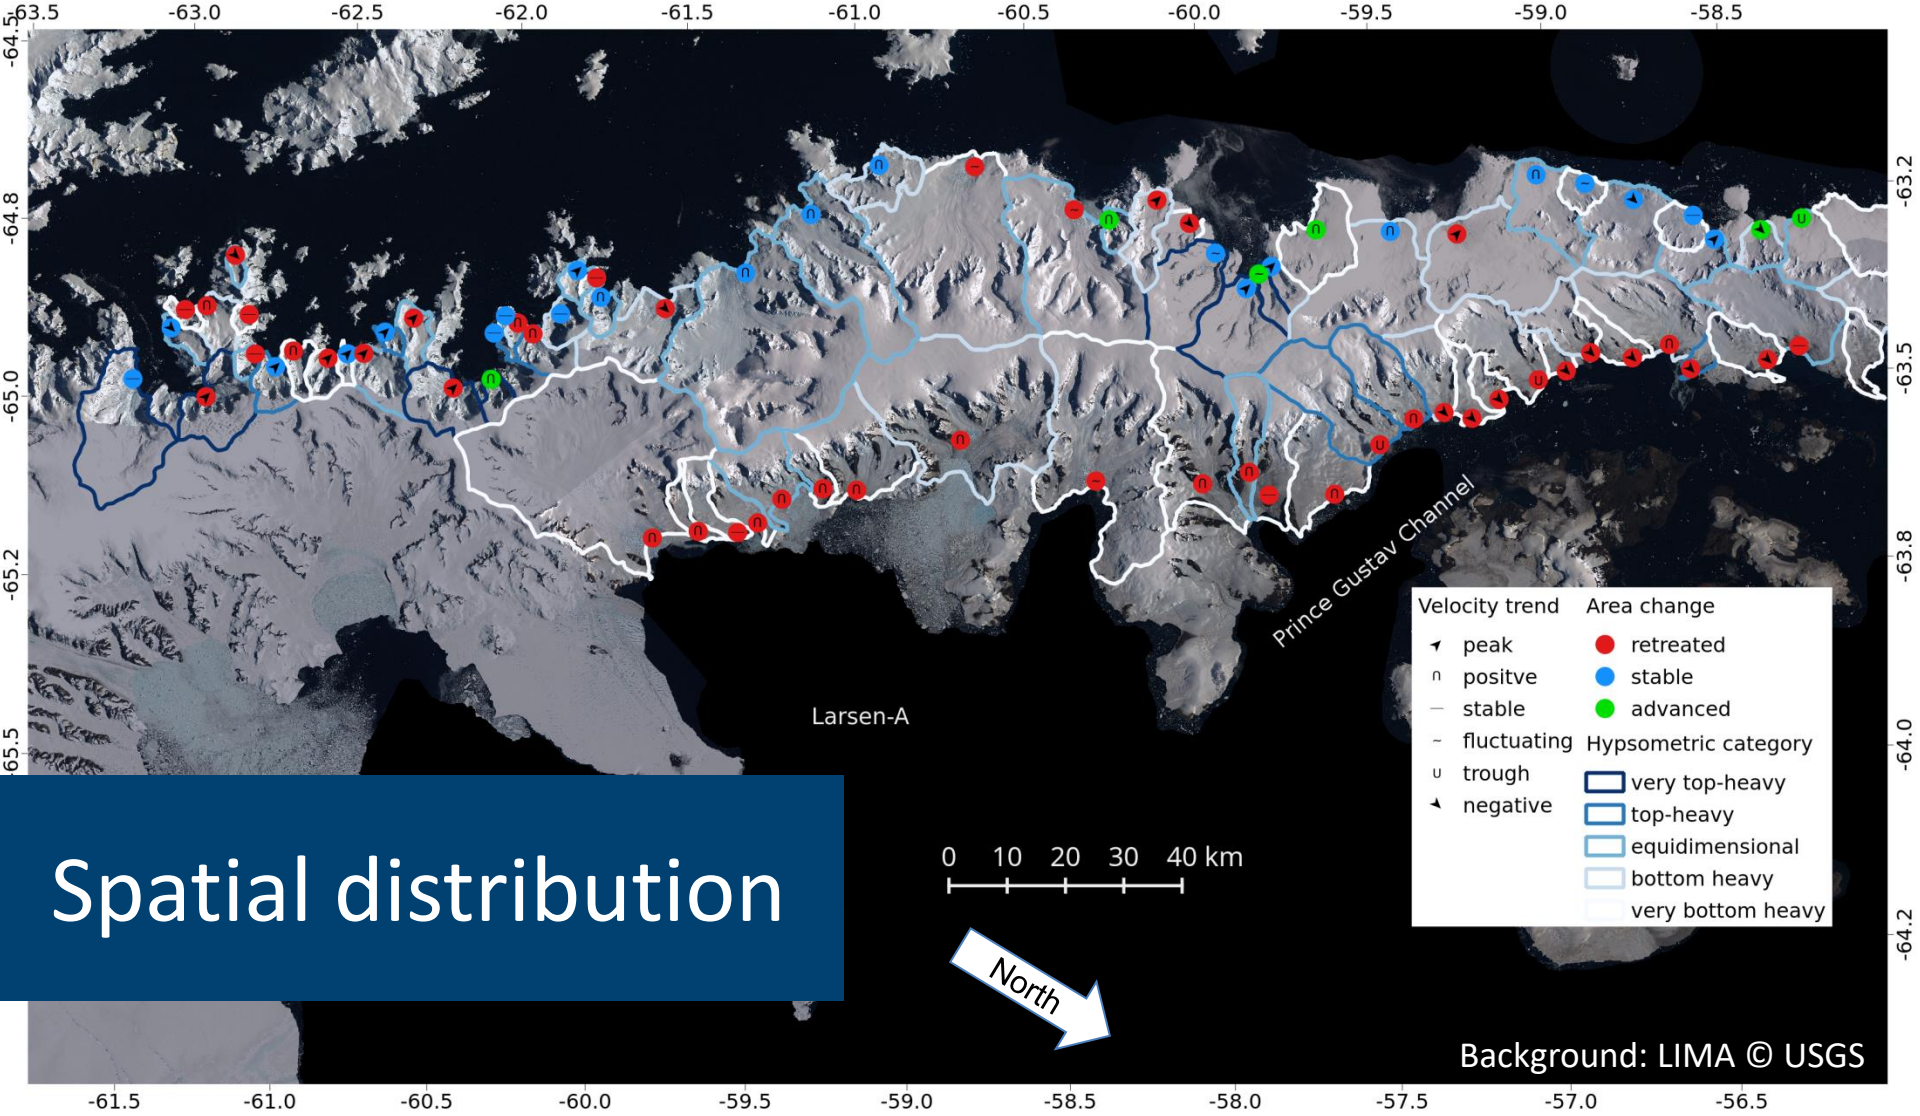 -63.5 -63.0 -62.5 -62.0 -61.5 -61.0 -60.5 -60.0 -59.5 -59.0 -58.5
-64.5
-64.8
-65.0
-65.2
-65.5
-63.2
-63.5
-63.8
-64.0
-64.2
Prince Gustav Channel
Larsen-A
Velocity trend
peak
positve
stable
fluctuating
trough
negative
Area change
retreated
stable
advanced
Hypsometric category
very top-heavy
top-heavy
equidimensional
bottom heavy
very bottom heavy
Spatial distribution
0 10 20 30 40 km
North
Background: LIMA © USGS
-61.5 -61.0 -60.5 -60.0 -59.5 -59.0 -58.5 -58.0 -57.5 -57.0 -56.5